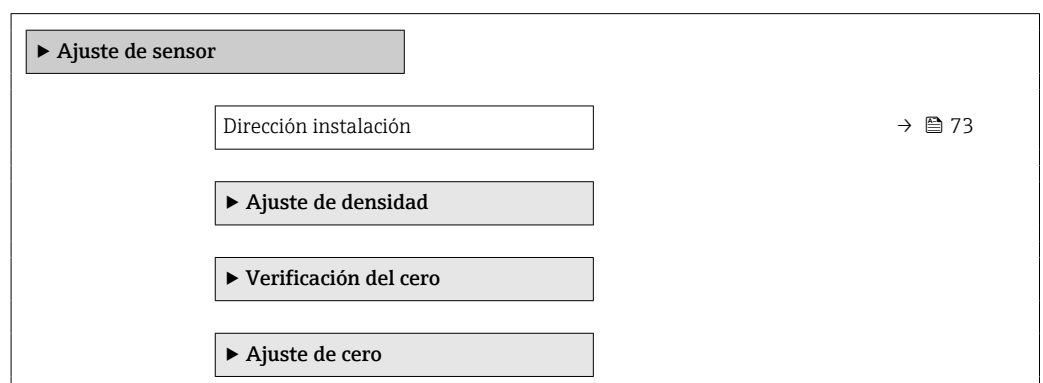 ▶ Ajuste de sensor
Dirección instalación → 73
▶ Ajuste de densidad
▶ Verificación del cero
▶ Ajuste de cero